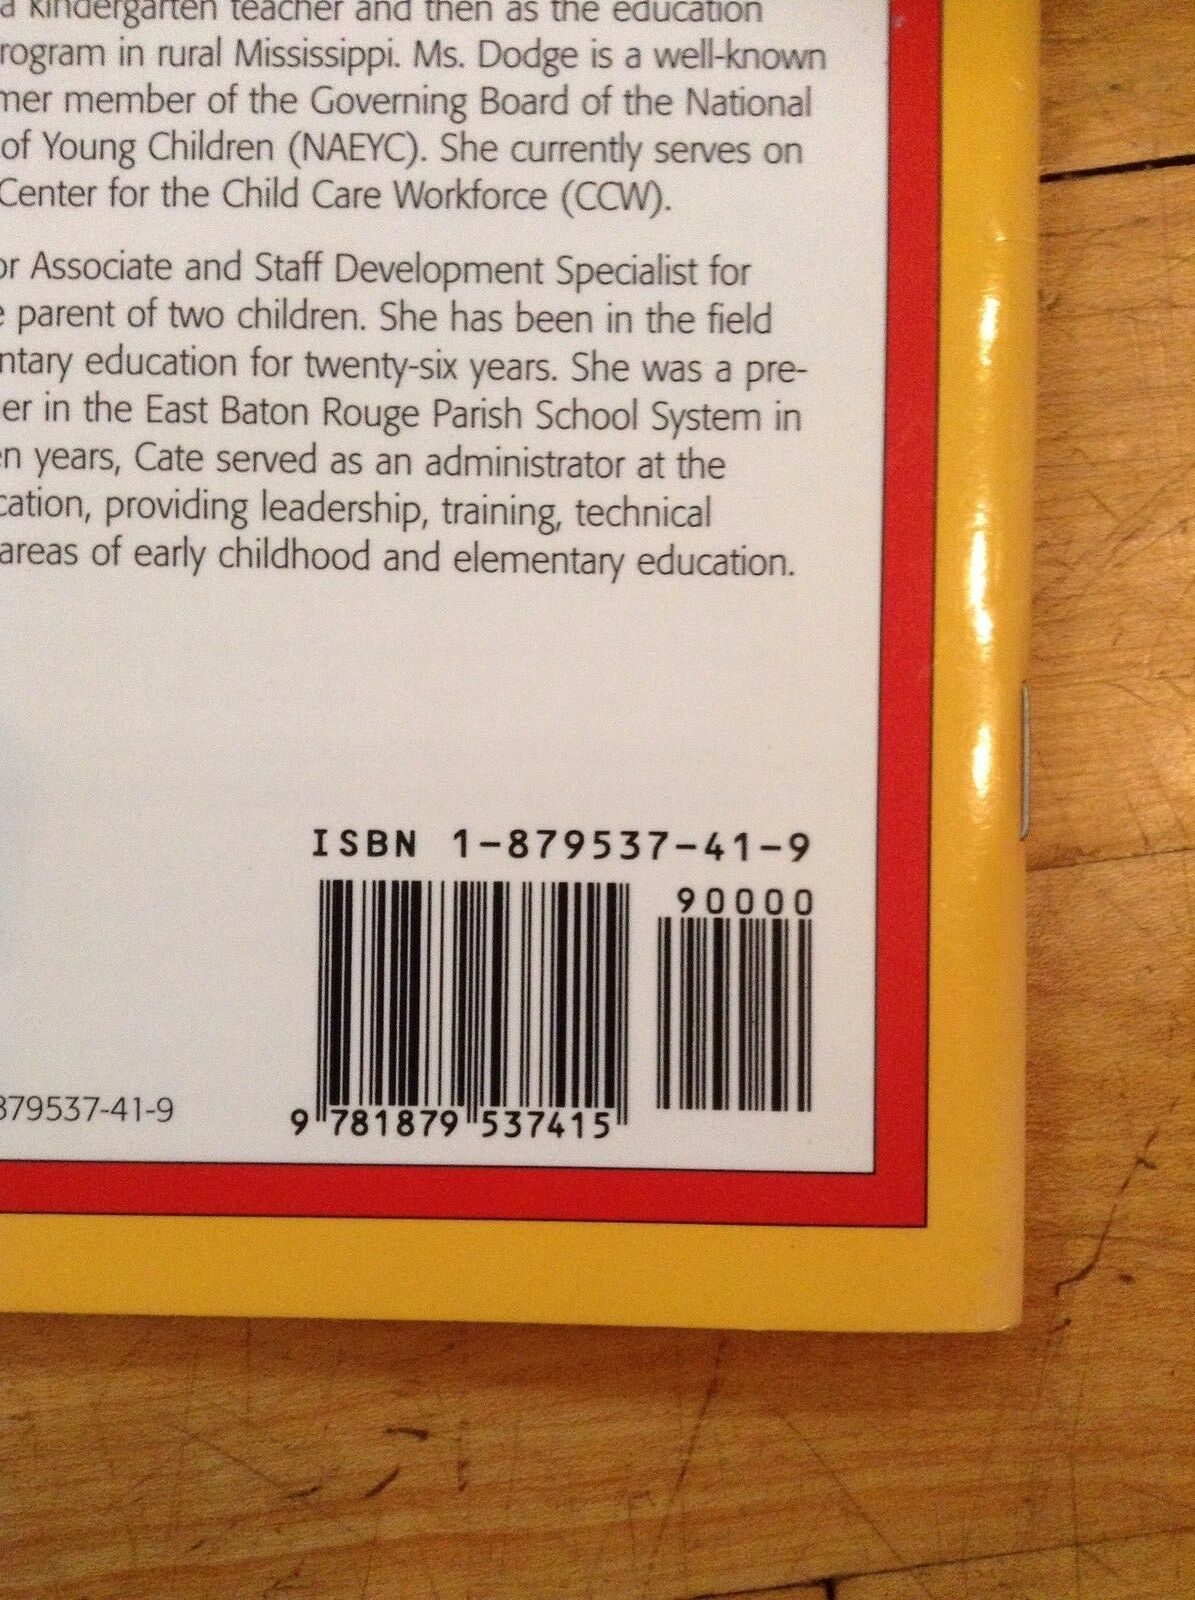 a kindergarten teacher and then as the education
rogram in rural Mississippi. Ms. Dodge is a well-known
mer member of the Governing Board of the National
of Young Children (NAEYC). She currently serves on
Center for the Child Care Workforce (CCW).
or Associate and Staff Development Specialist for
e parent of two children. She has been in the field
ntary education for twenty-six years. She was a pre-
er in the East Baton Rouge Parish School System in
en years, Cate served as an administrator at the
cation, providing leadership, training, technical
areas of early childhood and elementary education.
ISBN 1-879537-41-9
90000
9 781879 537415
879537-41-9